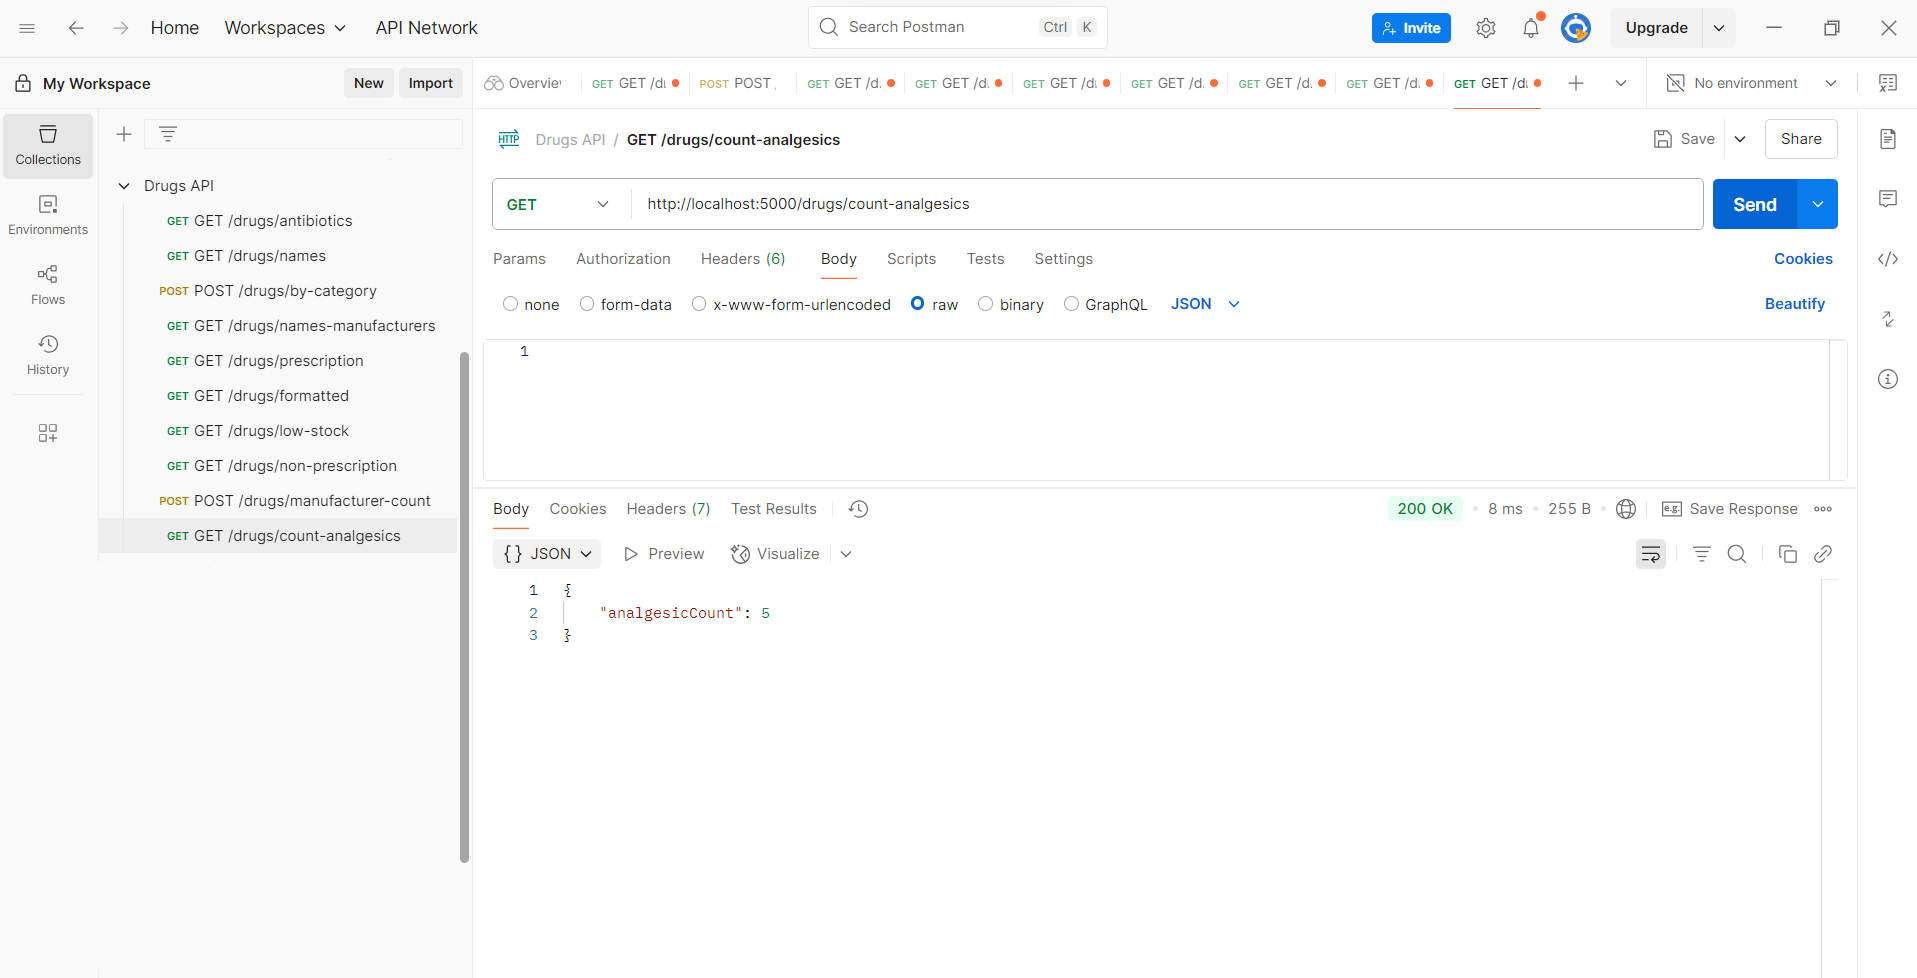 Home Workspaces API Network Search Postman Ctrl K Invite Upgrade
My Workspace New Import
Overvie GET GET /d POST POST GET GET /d. GET GET /d. GET GET /d GET GET /d. GET GET /d. GET GET /d. GET GET /d No environment
Collections
Environments
Flows
History
Drugs API
GET GET /drugs/antibiotics
GET GET /drugs/names
POST POST /drugs/by-category
GET GET /drugs/names-manufacturers
GET GET /drugs/prescription
GET GET /drugs/formatted
GET GET /drugs/low-stock
GET GET /drugs/non-prescription
POST POST /drugs/manufacturer-count
GET GET /drugs/count-analgesics
HTTP Drugs API / GET /drugs/count-analgesics Save Share
GET http://localhost:5000/drugs/count-analgesics Send
Params Authorization Headers (6) Body Scripts Tests Settings Cookies
none form-data x-www-form-urlencoded raw binary GraphQL JSON Beautify
1
Body Cookies Headers (7) Test Results 200 OK 8 ms 255 B e.g. Save Response
{} JSON Preview Visualize
1 {
2 "analgesicCount": 5
3 }